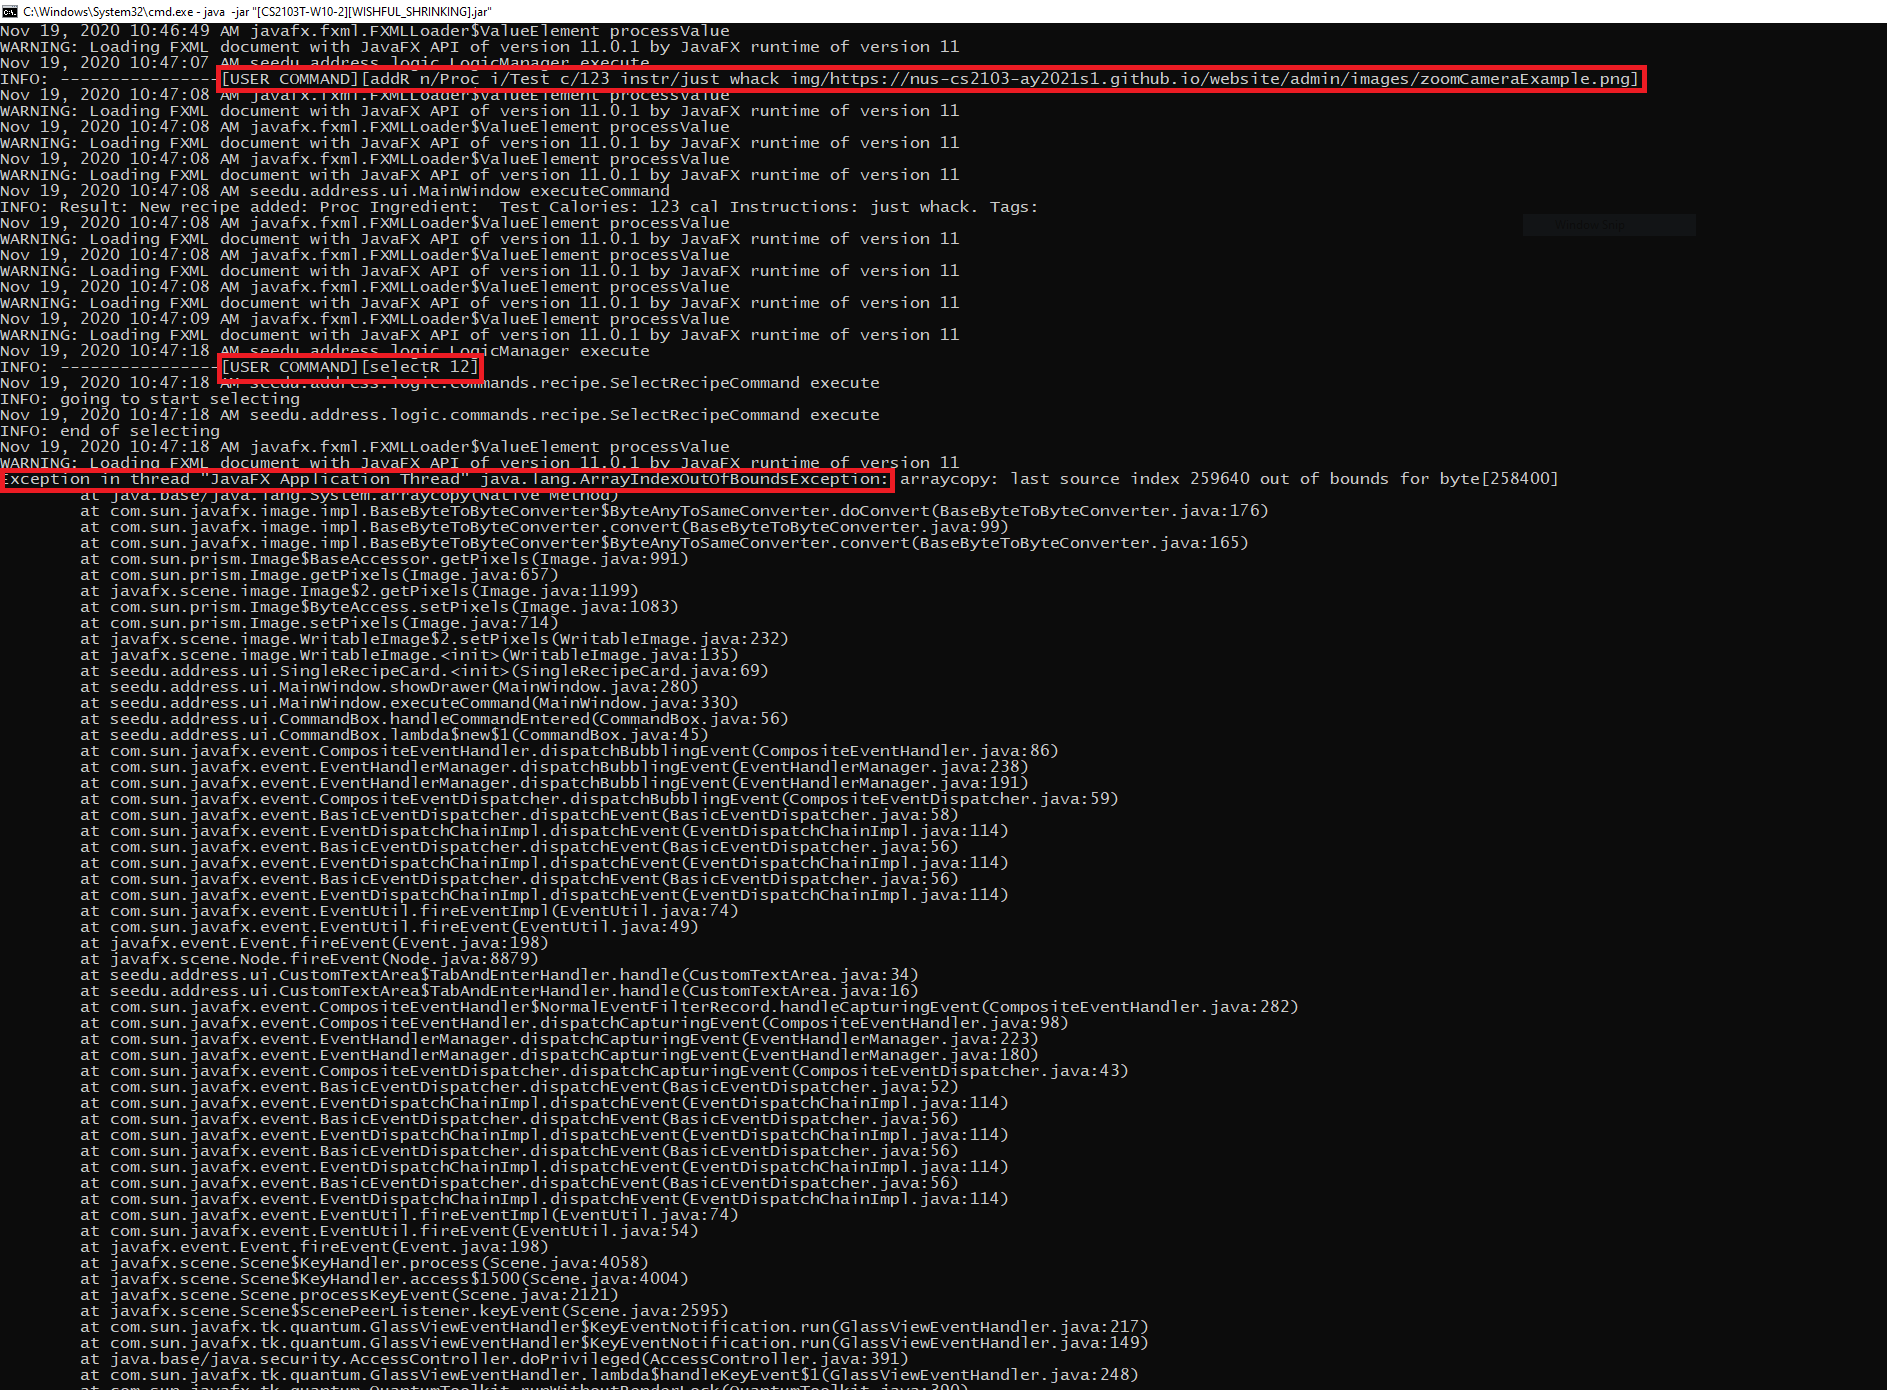 C:\Windows\System32\cmd.exe - java  -jar "[CS2103T-W10-2][WISHFUL_SHRINKING].jar"
Nov 19, 2020 10:46:49 AM javafx.fxml.FXMLLoader$ValueElement processValue
WARNING: Loading FXML document with JavaFX API of version 11.0.1 by JavaFX runtime of version 11
Nov 19, 2020 10:47:07 AM seedu.address.logic.LogicManager execute
INFO: ----------------[USER COMMAND][addR n/Proc i/Test c/123 instr/just whack img/https://nus-cs2103-ay2021s1.github.io/website/admin/images/zoomCameraExample.png]
Nov 19, 2020 10:47:08 AM javafx.fxml.FXMLLoader$ValueElement processValue
WARNING: Loading FXML document with JavaFX API of version 11.0.1 by JavaFX runtime of version 11
Nov 19, 2020 10:47:08 AM javafx.fxml.FXMLLoader$ValueElement processValue
WARNING: Loading FXML document with JavaFX API of version 11.0.1 by JavaFX runtime of version 11
Nov 19, 2020 10:47:08 AM javafx.fxml.FXMLLoader$ValueElement processValue
WARNING: Loading FXML document with JavaFX API of version 11.0.1 by JavaFX runtime of version 11
Nov 19, 2020 10:47:08 AM seedu.address.ui.MainWindow executeCommand
INFO: Result: New recipe added: Proc Ingredient:  Test Calories: 123 cal Instructions: just whack. Tags:
Nov 19, 2020 10:47:08 AM javafx.fxml.FXMLLoader$ValueElement processValue
WARNING: Loading FXML document with JavaFX API of version 11.0.1 by JavaFX runtime of version 11
Nov 19, 2020 10:47:08 AM javafx.fxml.FXMLLoader$ValueElement processValue
WARNING: Loading FXML document with JavaFX API of version 11.0.1 by JavaFX runtime of version 11
Nov 19, 2020 10:47:08 AM javafx.fxml.FXMLLoader$ValueElement processValue
WARNING: Loading FXML document with JavaFX API of version 11.0.1 by JavaFX runtime of version 11
Nov 19, 2020 10:47:09 AM javafx.fxml.FXMLLoader$ValueElement processValue
WARNING: Loading FXML document with JavaFX API of version 11.0.1 by JavaFX runtime of version 11
Nov 19, 2020 10:47:18 AM seedu.address.logic.LogicManager execute
INFO: ----------------[USER COMMAND][selectR 12]
Nov 19, 2020 10:47:18 AM seedu.address.logic.commands.recipe.SelectRecipeCommand execute
INFO: going to start selecting
Nov 19, 2020 10:47:18 AM seedu.address.logic.commands.recipe.SelectRecipeCommand execute
INFO: end of selecting
Nov 19, 2020 10:47:18 AM javafx.fxml.FXMLLoader$ValueElement processValue
WARNING: Loading FXML document with JavaFX API of version 11.0.1 by JavaFX runtime of version 11
Exception in thread "JavaFX Application Thread" java.lang.ArrayIndexOutOfBoundsException: arraycopy: last source index 259640 out of bounds for byte[258400]
at java.base/java.lang.System.arraycopy(Native Method)
at com.sun.javafx.image.impl.BaseByteToByteConverter$ByteAnyToSameConverter.doConvert(BaseByteToByteConverter.java:176)
at com.sun.javafx.image.impl.BaseByteToByteConverter.convert(BaseByteToByteConverter.java:99)
at com.sun.javafx.image.impl.BaseByteToByteConverter$ByteAnyToSameConverter.convert(BaseByteToByteConverter.java:165)
at com.sun.prism.Image$BaseAccessor.getPixels(Image.java:991)
at com.sun.prism.Image.getPixels(Image.java:657)
at javafx.scene.image.Image$2.getPixels(Image.java:1199)
at com.sun.prism.Image$ByteAccess.setPixels(Image.java:1083)
at com.sun.prism.Image.setPixels(Image.java:714)
at javafx.scene.image.WritableImage$2.setPixels(WritableImage.java:232)
at javafx.scene.image.WritableImage.<init>(WritableImage.java:135)
at seedu.address.ui.SingleRecipeCard.<init>(SingleRecipeCard.java:69)
at seedu.address.ui.MainWindow.showDrawer(MainWindow.java:280)
at seedu.address.ui.MainWindow.executeCommand(MainWindow.java:330)
at seedu.address.ui.CommandBox.handleCommandEntered(CommandBox.java:56)
at seedu.address.ui.CommandBox.lambda$new$1(CommandBox.java:45)
at com.sun.javafx.event.CompositeEventHandler.dispatchBubblingEvent(CompositeEventHandler.java:86)
at com.sun.javafx.event.EventHandlerManager.dispatchBubblingEvent(EventHandlerManager.java:238)
at com.sun.javafx.event.EventHandlerManager.dispatchBubblingEvent(EventHandlerManager.java:191)
at com.sun.javafx.event.CompositeEventDispatcher.dispatchBubblingEvent(CompositeEventDispatcher.java:59)
at com.sun.javafx.event.BasicEventDispatcher.dispatchEvent(BasicEventDispatcher.java:58)
at com.sun.javafx.event.EventDispatchChainImpl.dispatchEvent(EventDispatchChainImpl.java:114)
at com.sun.javafx.event.BasicEventDispatcher.dispatchEvent(BasicEventDispatcher.java:56)
at com.sun.javafx.event.EventDispatchChainImpl.dispatchEvent(EventDispatchChainImpl.java:114)
at com.sun.javafx.event.BasicEventDispatcher.dispatchEvent(BasicEventDispatcher.java:56)
at com.sun.javafx.event.EventDispatchChainImpl.dispatchEvent(EventDispatchChainImpl.java:114)
at com.sun.javafx.event.EventUtil.fireEventImpl(EventUtil.java:74)
at com.sun.javafx.event.EventUtil.fireEvent(EventUtil.java:49)
at javafx.event.Event.fireEvent(Event.java:198)
at javafx.scene.Node.fireEvent(Node.java:8879)
at seedu.address.ui.CustomTextArea$TabAndEnterHandler.handle(CustomTextArea.java:34)
at seedu.address.ui.CustomTextArea$TabAndEnterHandler.handle(CustomTextArea.java:16)
at com.sun.javafx.event.CompositeEventHandler$NormalEventFilterRecord.handleCapturingEvent(CompositeEventHandler.java:282)
at com.sun.javafx.event.CompositeEventHandler.dispatchCapturingEvent(CompositeEventHandler.java:98)
at com.sun.javafx.event.EventHandlerManager.dispatchCapturingEvent(EventHandlerManager.java:223)
at com.sun.javafx.event.EventHandlerManager.dispatchCapturingEvent(EventHandlerManager.java:180)
at com.sun.javafx.event.CompositeEventDispatcher.dispatchCapturingEvent(CompositeEventDispatcher.java:43)
at com.sun.javafx.event.BasicEventDispatcher.dispatchEvent(BasicEventDispatcher.java:52)
at com.sun.javafx.event.EventDispatchChainImpl.dispatchEvent(EventDispatchChainImpl.java:114)
at com.sun.javafx.event.BasicEventDispatcher.dispatchEvent(BasicEventDispatcher.java:56)
at com.sun.javafx.event.EventDispatchChainImpl.dispatchEvent(EventDispatchChainImpl.java:114)
at com.sun.javafx.event.BasicEventDispatcher.dispatchEvent(BasicEventDispatcher.java:56)
at com.sun.javafx.event.EventDispatchChainImpl.dispatchEvent(EventDispatchChainImpl.java:114)
at com.sun.javafx.event.BasicEventDispatcher.dispatchEvent(BasicEventDispatcher.java:56)
at com.sun.javafx.event.EventDispatchChainImpl.dispatchEvent(EventDispatchChainImpl.java:114)
at com.sun.javafx.event.EventUtil.fireEventImpl(EventUtil.java:74)
at com.sun.javafx.event.EventUtil.fireEvent(EventUtil.java:54)
at javafx.event.Event.fireEvent(Event.java:198)
at javafx.scene.Scene$KeyHandler.process(Scene.java:4058)
at javafx.scene.Scene$KeyHandler.access$1500(Scene.java:4004)
at javafx.scene.Scene.processKeyEvent(Scene.java:2121)
at javafx.scene.Scene$ScenePeerListener.keyEvent(Scene.java:2595)
at com.sun.javafx.tk.quantum.GlassViewEventHandler$KeyEventNotification.run(GlassViewEventHandler.java:217)
at com.sun.javafx.tk.quantum.GlassViewEventHandler$KeyEventNotification.run(GlassViewEventHandler.java:149)
at java.base/java.security.AccessController.doPrivileged(AccessController.java:391)
at com.sun.javafx.tk.quantum.GlassViewEventHandler.lambda$handleKeyEvent$1(GlassViewEventHandler.java:248)
at com.sun.javafx.tk.quantum.QuantumToolkit.runWithoutRenderLock(QuantumToolkit.java:390)